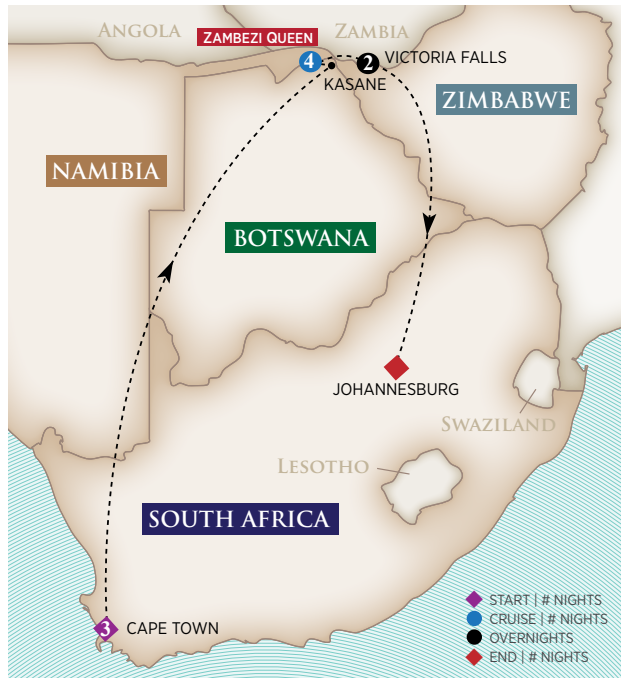 ANGOLA
ZAMBEZI QUEEN
ZAMBIA
4
2
VICTORIA FALLS
KASANE
ZIMBABWE
NAMIBIA
BOTSWANA
JOHANNESBURG
SWAZILAND
LESOTHO
SOUTH AFRICA
3
CAPE TOWN
START | # NIGHTS
CRUISE | # NIGHTS
OVERNIGHTS
END | # NIGHTS